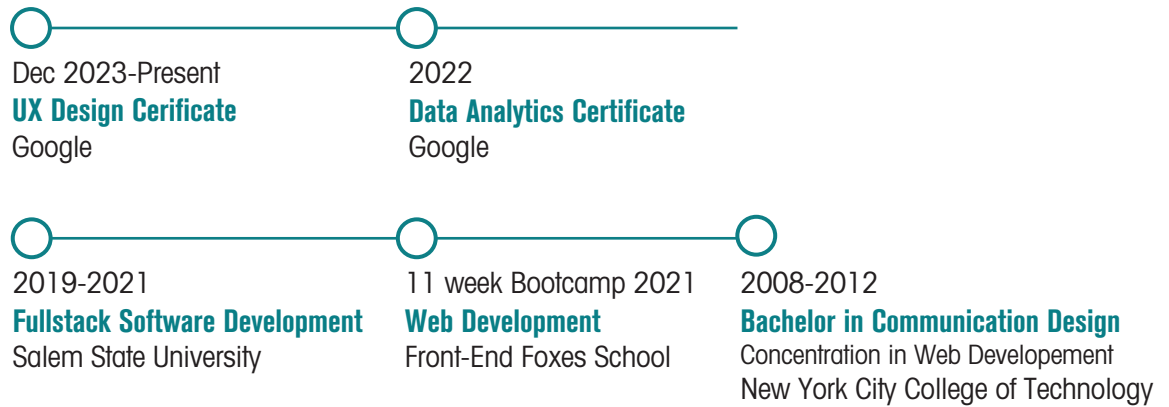 Dec 2023-Present
UX Design Cerificate
Google
2022
Data Analytics Certificate
Google
2019-2021
Fullstack Software Development
Salem State University
11 week Bootcamp 2021
Web Development
Front-End Foxes School
2008-2012
Bachelor in Communication Design
Concentration in Web Developement
New York City College of Technology